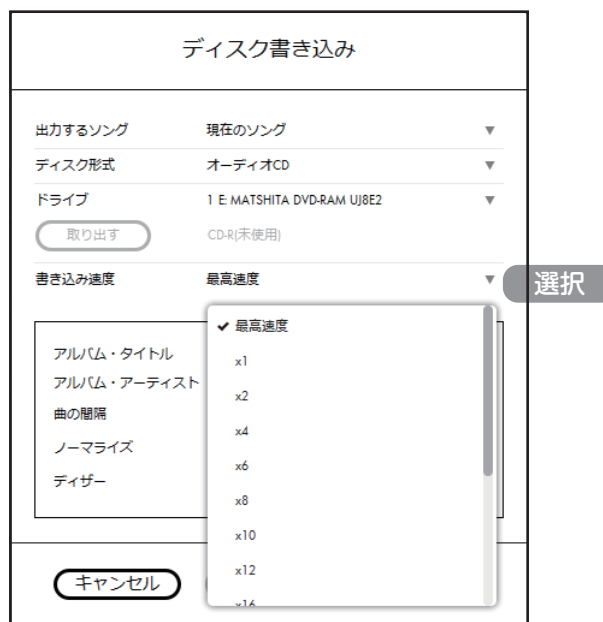 ディスク書き込み
出力するソング 現在のソング ▼
ディスク形式 オーディオCD ▼
ドライブ 1 E: MATSHITA DVD-RAM UJ8E2 ▼
取り出す CD-R(未使用)
書き込み速度 最高速度 ▼ 選択
✔ 最高速度
アルバム・タイトル
x1
アルバム・アーティスト
x2
曲の間隔
x4
ノーマライズ
x6
ディザー
x8
x10
x12
キャンセル
x16